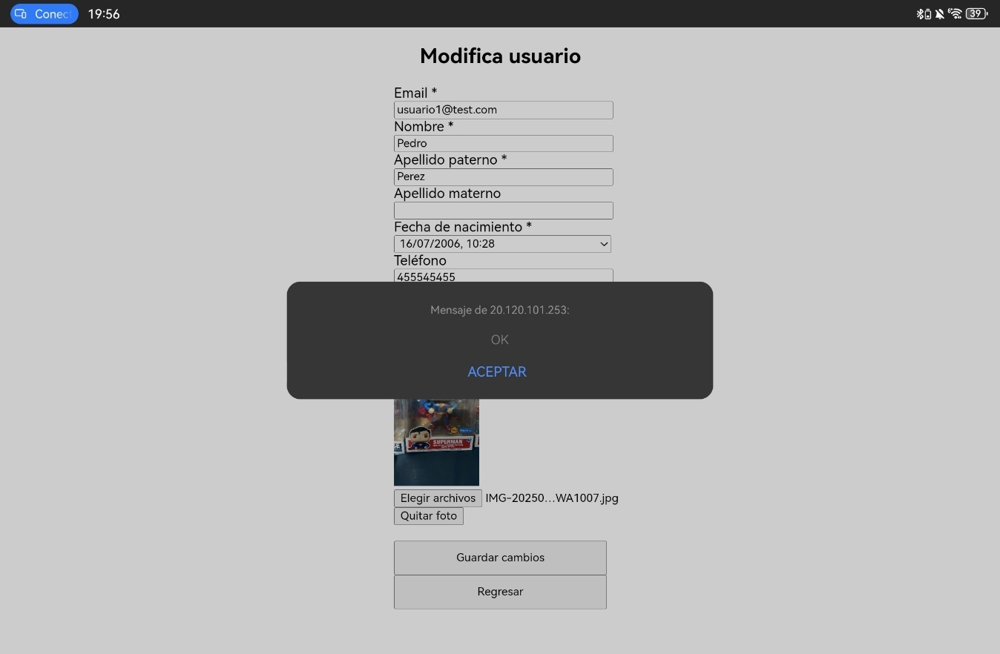 Conec
19:56
39
Modifica usuario
Email *
usuario1@test.com
Nombre *
Pedro
Apellido paterno *
Perez
Apellido materno
Fecha de nacimiento *
16/07/2006, 10:28
Teléfono
455545455
Mensaje de 20.120.101.253:
OK
ACEPTAR
SUPERMAN
Elegir archivos IMG-20250...WA1007.jpg
Quitar foto
Guardar cambios
Regresar